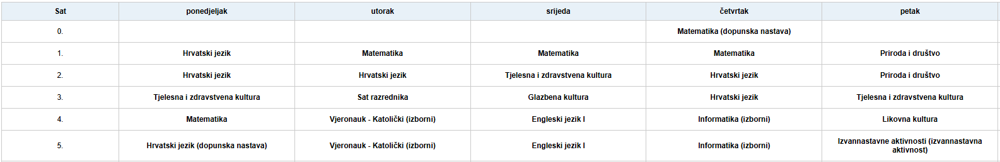 Sat ponedjeljak utorak srijeda četvrtak petak
0. Matematika (dopunska nastava)
1. Hrvatski jezik Matematika Matematika Matematika Priroda i društvo
2. Hrvatski jezik Hrvatski jezik Tjelesna i zdravstvena kultura Hrvatski jezik Priroda i društvo
3. Tjelesna i zdravstvena kultura Sat razrednika Glazbena kultura Hrvatski jezik Tjelesna i zdravstvena kultura
4. Matematika Vjeronauk - Katolički (izborni) Engleski jezik I Informatika (izborni) Likovna kultura
5. Hrvatski jezik (dopunska nastava) Vjeronauk - Katolički (izborni) Engleski jezik I Informatika (izborni) Izvannastavne aktivnosti (izvannastavna
aktivnost)